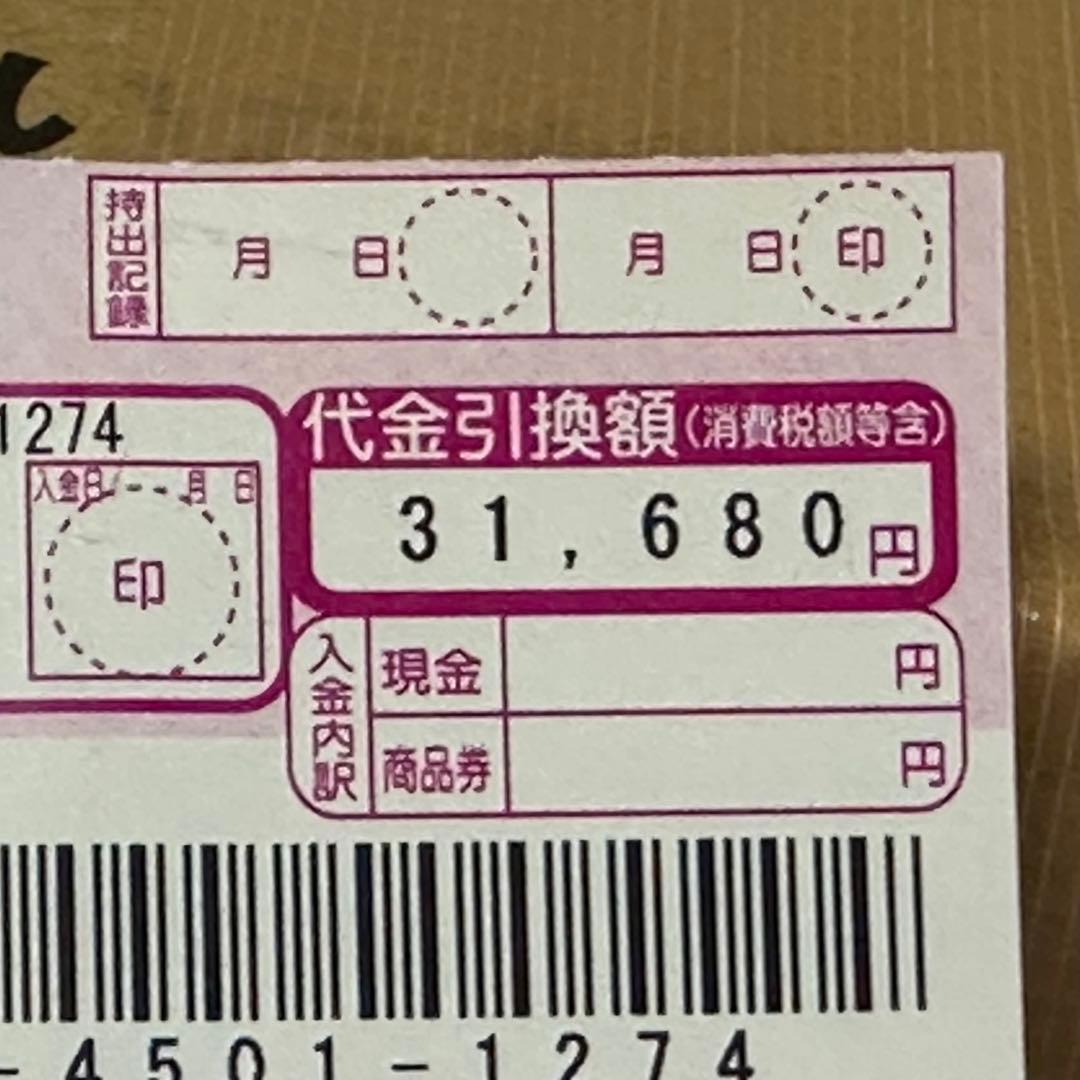 持出記録
月 日
月 日 印
1274
代金引換額(消費税額等含)
入金日 月 日
印
31,680円
入金内訳
現金 円
商品券 円
-4501-1274